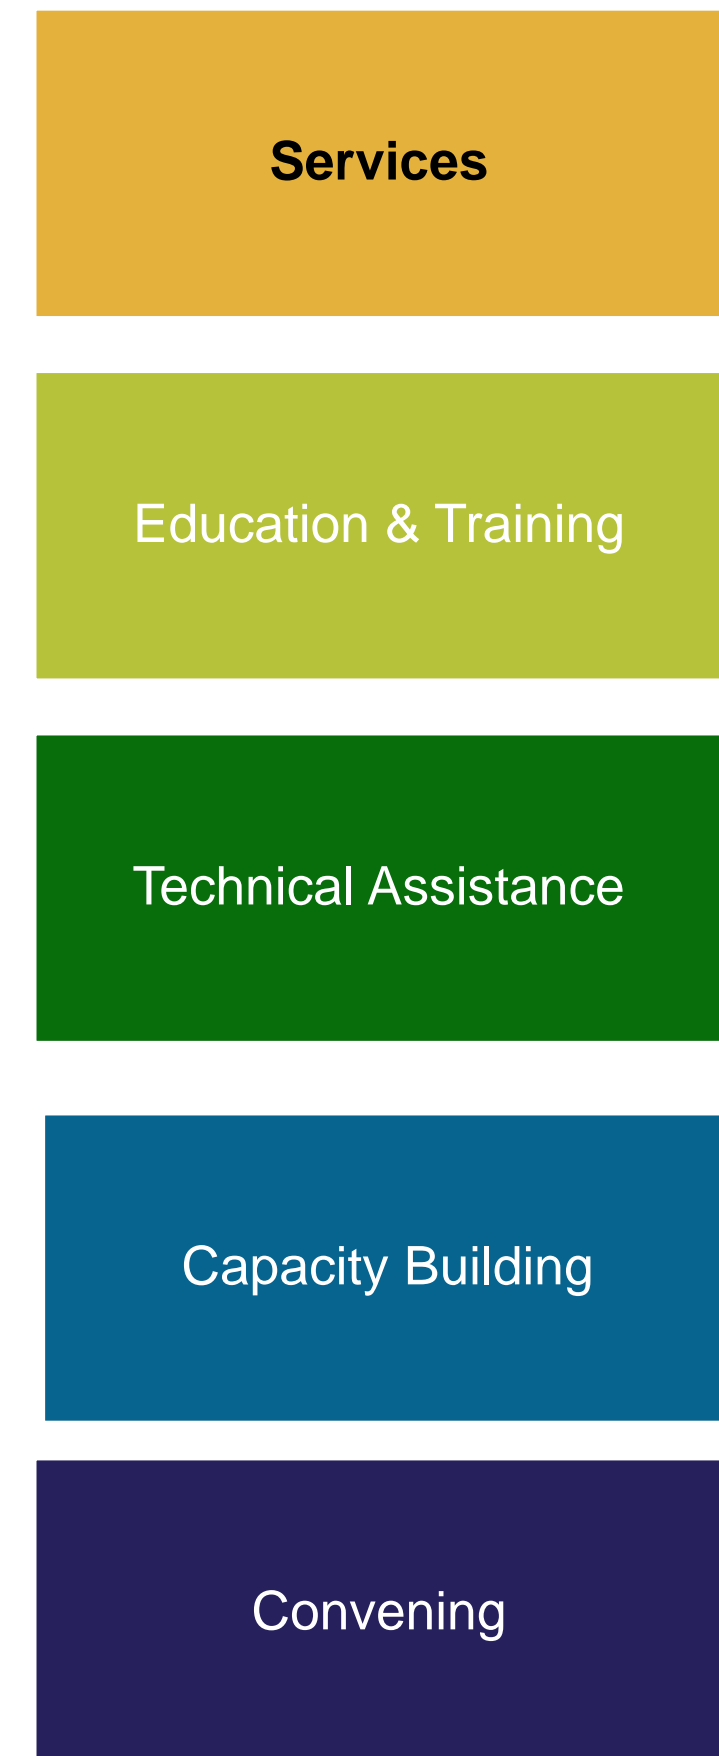 Services
Education & Training
Technical Assistance
Capacity Building
Convening